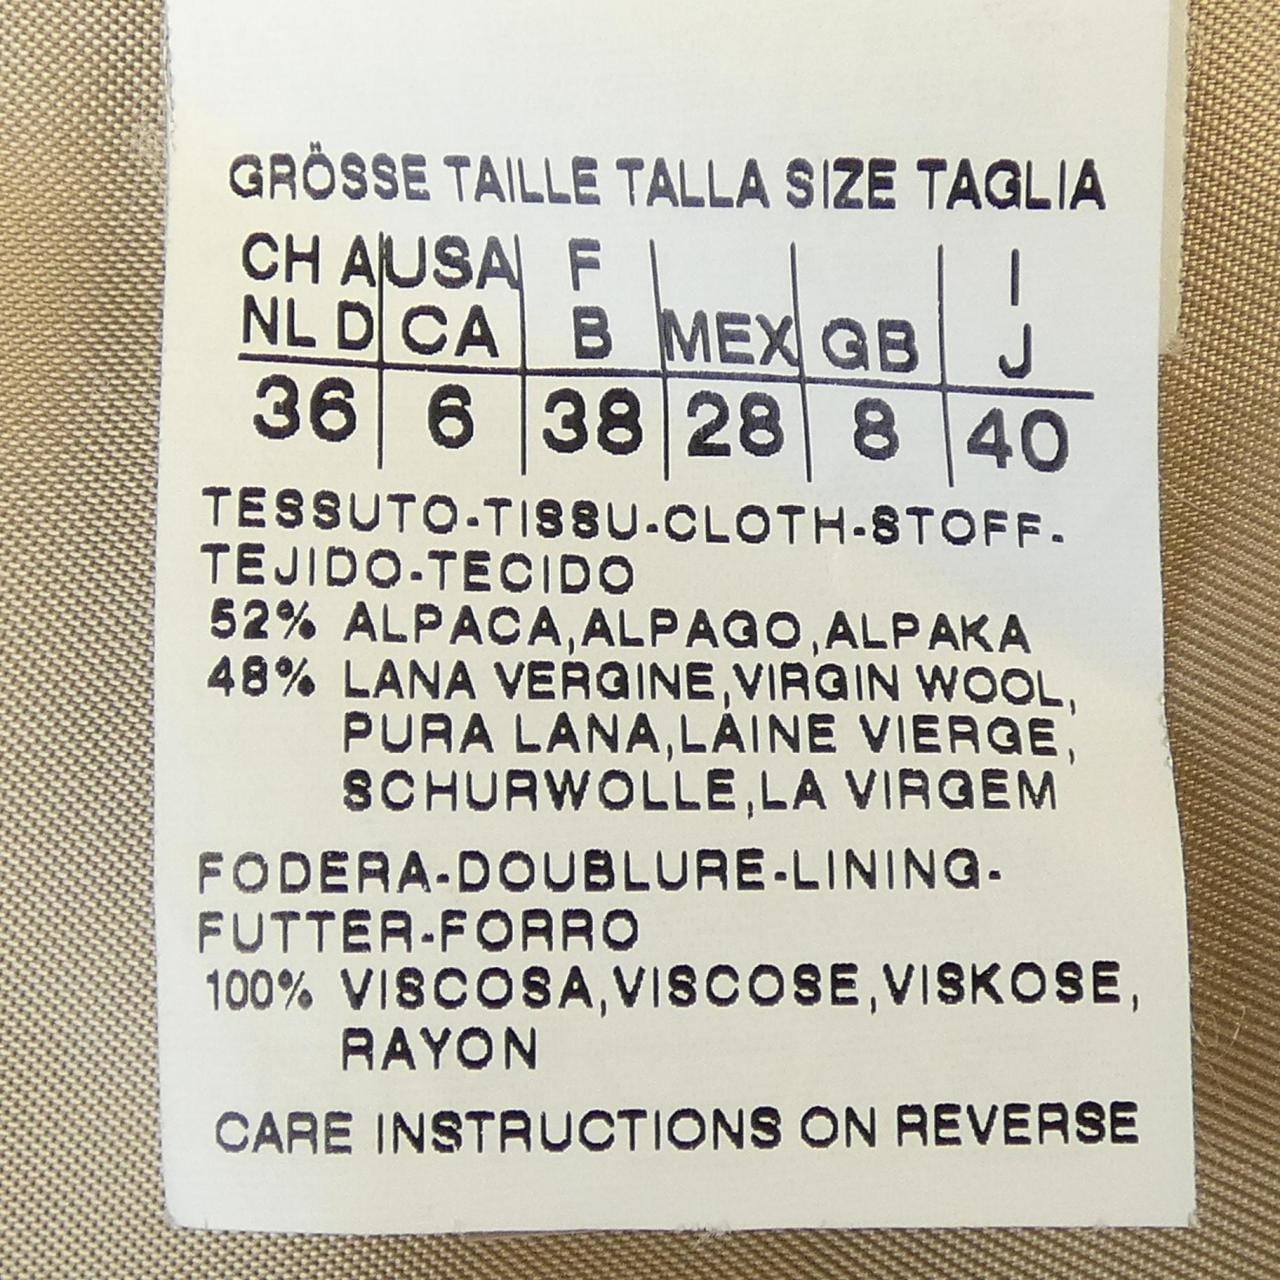 GRÖSSE TAILLE TALLA SIZE TAGLIA
CH A USA F I
NL D CA B MEX GB J
36 6 38 28 8 40
TESSUTO-TISSU-CLOTH-STOFF-
TEJIDO-TECIDO
52% ALPACA,ALPAGO,ALPAKA
48% LANA VERGINE,VIRGIN WOOL,
PURA LANA,LAINE VIERGE,
SCHURWOLLE,LA VIRGEM
FODERA-DOUBLURE-LINING-
FUTTER-FORRO
100% VISCOSA,VISCOSE,VISKOSE,
RAYON
CARE INSTRUCTIONS ON REVERSE